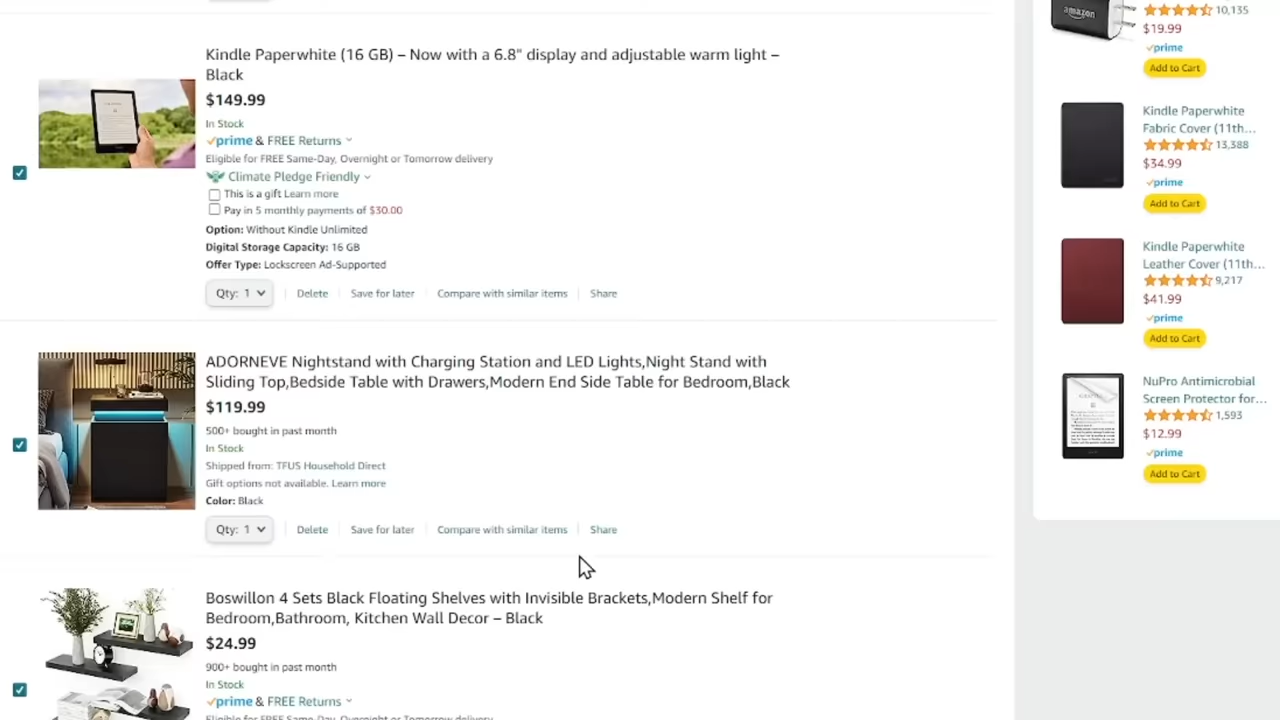 Kindle Paperwhite (16 GB) – Now with a 6.8" display and adjustable warm light –
Black
$149.99
In Stock
prime & FREE Returns
Eligible for FREE Same-Day, Overnight or Tomorrow delivery
Climate Pledge Friendly
This is a gift Learn more
Pay in 5 monthly payments of $30.00
Option: Without Kindle Unlimited
Digital Storage Capacity: 16 GB
Offer Type: Lockscreen Ad-Supported
Qty: 1 Delete Save for later Compare with similar items Share
ADORNEVE Nightstand with Charging Station and LED Lights,Night Stand with
Sliding Top,Bedside Table with Drawers,Modern End Side Table for Bedroom,Black
$119.99
500+ bought in past month
In Stock
Shipped from: TFUS Household Direct
Gift options not available. Learn more
Color: Black
Qty: 1 Delete Save for later Compare with similar items Share
Boswillon 4 Sets Black Floating Shelves with Invisible Brackets,Modern Shelf for
Bedroom,Bathroom, Kitchen Wall Decor – Black
$24.99
900+ bought in past month
In Stock
prime & FREE Returns
Eligible for FREE Same-Day, Overnight or Tomorrow delivery
amazon
10,135
$19.99
prime
Add to Cart
Kindle Paperwhite
Fabric Cover (11th...
13,388
$34.99
prime
Add to Cart
Kindle Paperwhite
Leather Cover (11th...
9,217
$41.99
prime
Add to Cart
NuPro Antimicrobial
Screen Protector for...
1,593
$12.99
prime
Add to Cart